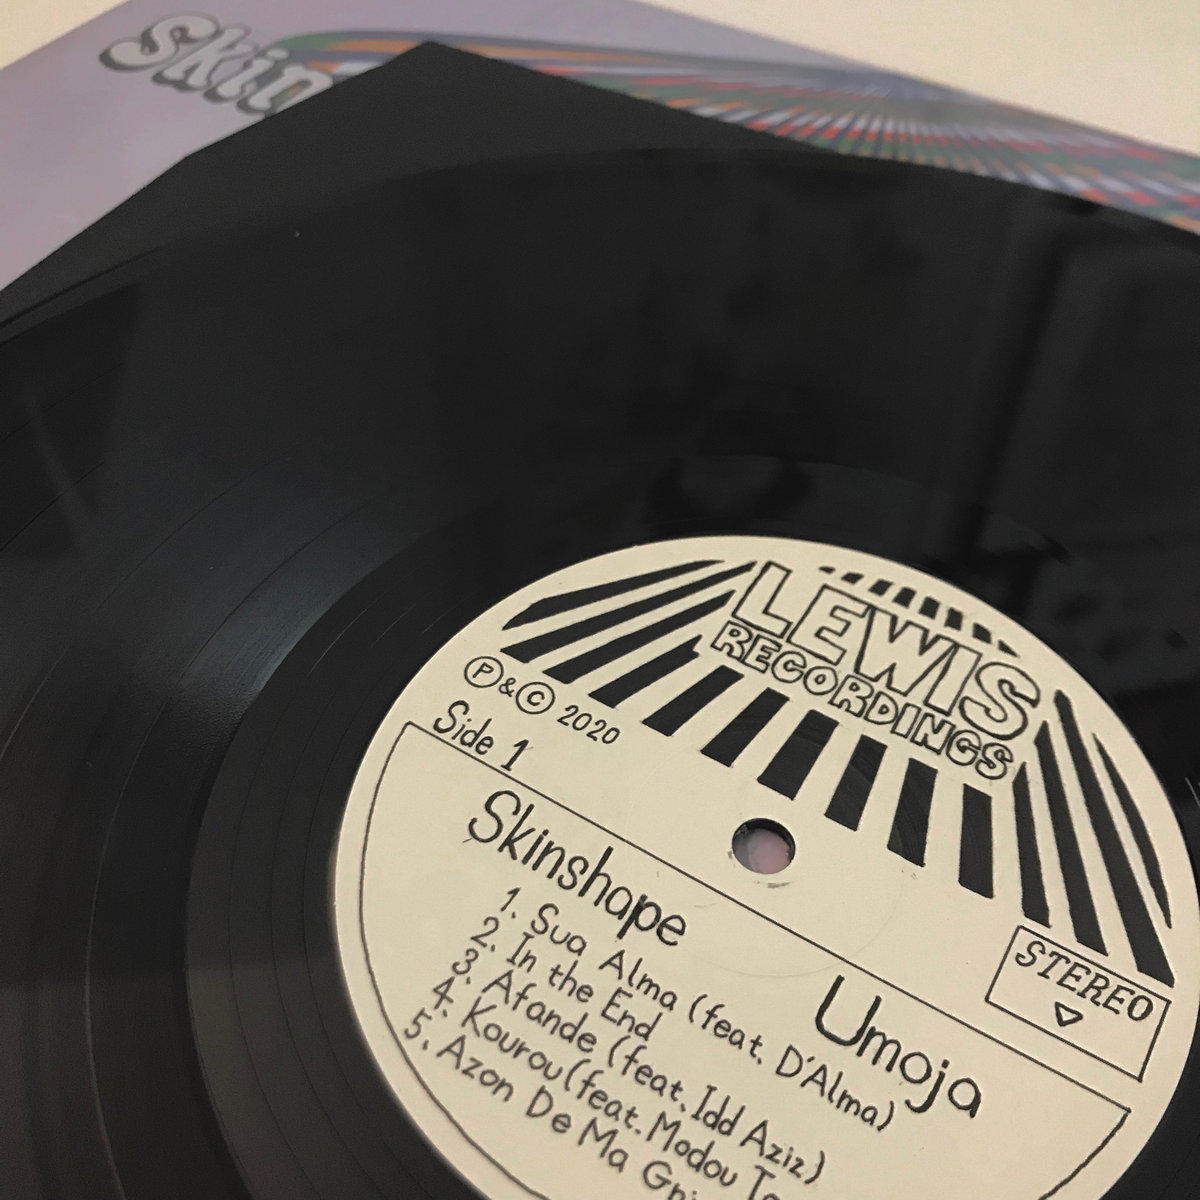 Skin
LEWIS
RECORDINGS
Ⓟ & © 2020
Side 1
STEREO
Skinshape
Umoja
1. Sua Alma (feat. D'Alma)
2. In the End
3. Afande (feat. Idd Aziz)
4. Kourou (feat. Modou
5. Azon De Ma